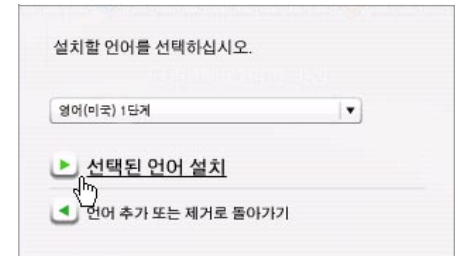 설치할 언어를 선택하십시오.
영어(미국) 1단계
선택된 언어 설치
언어 추가 또는 제거로 돌아가기